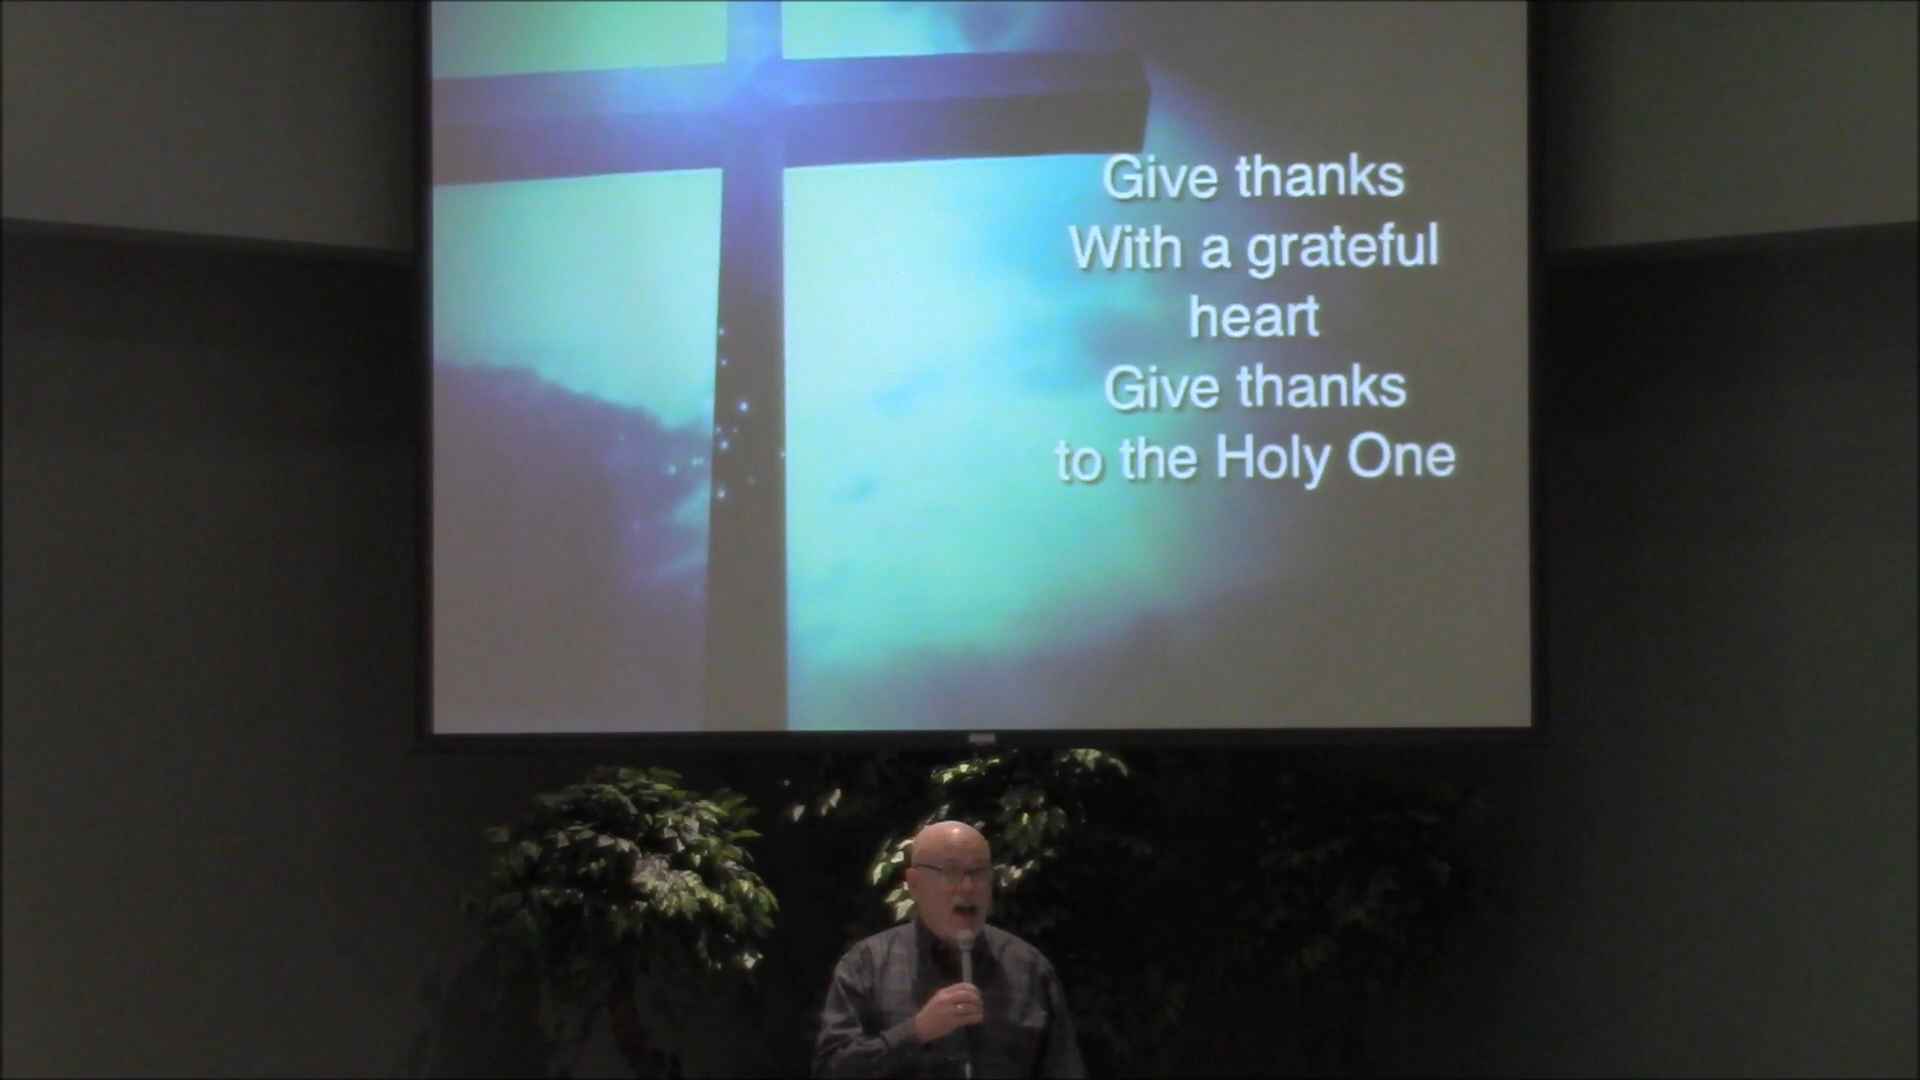 Give thanks
With a grateful
heart
Give thanks
to the Holy One